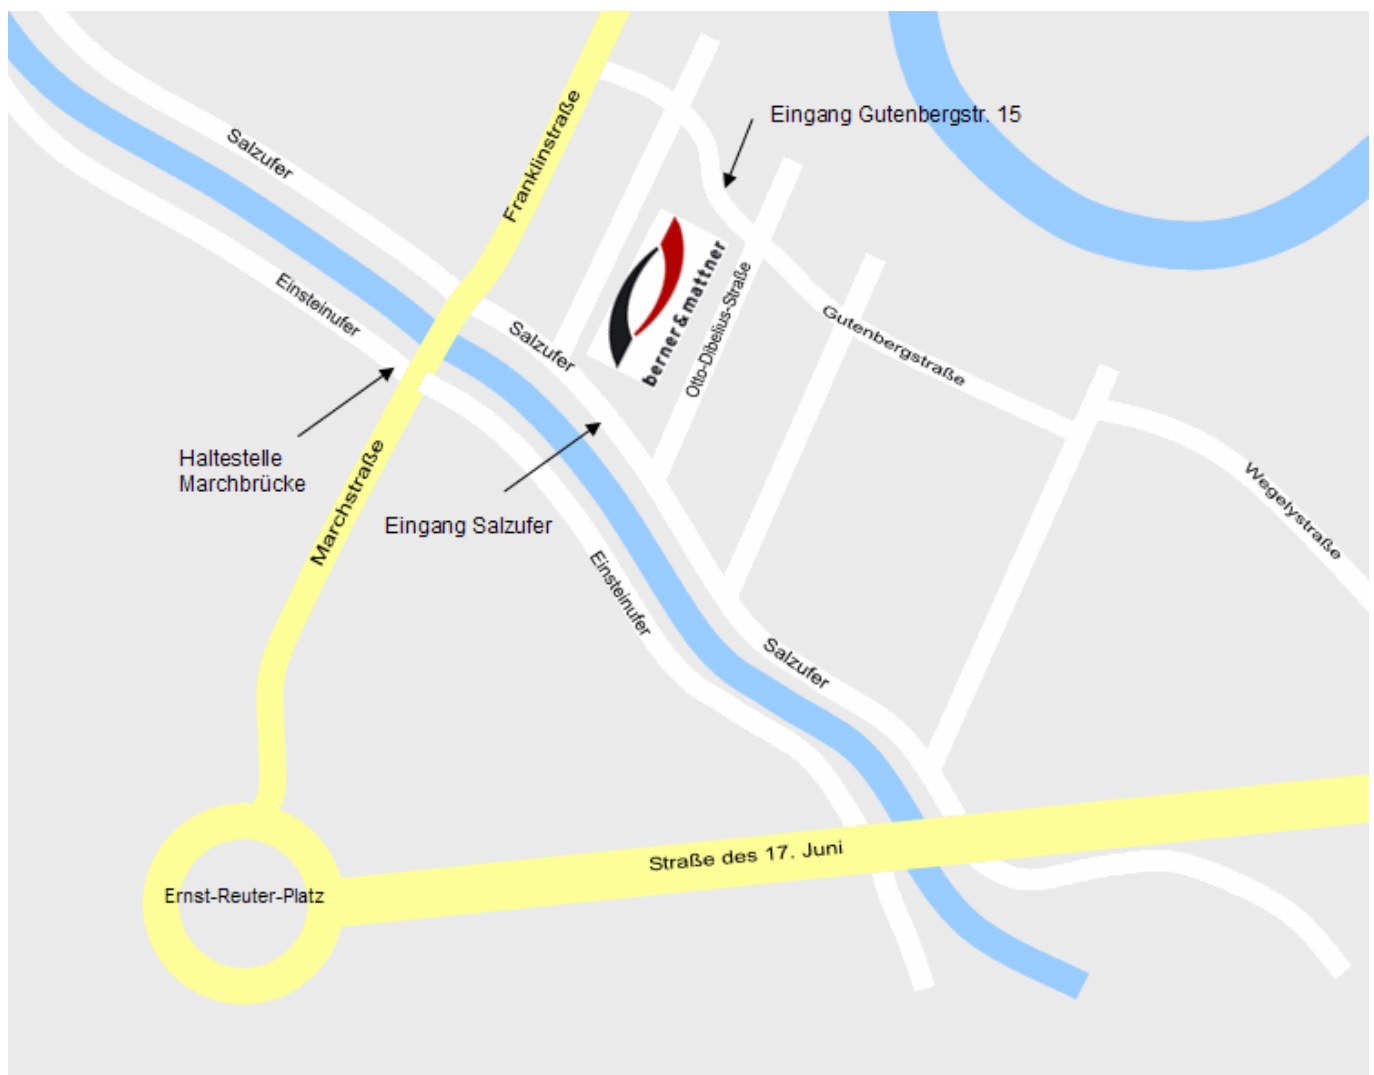 Eingang Gutenbergstr. 15
Franklinstraße
Salzufer
berner & mattner
Otto-Dibelius-Straße
Einsteinufer
Salzufer
Gutenbergstraße
Haltestelle
Marchbrücke
Marchstraße
Eingang Salzufer
Wegelystraße
Einsteinufer
Salzufer
Straße des 17. Juni
Ernst-Reuter-Platz